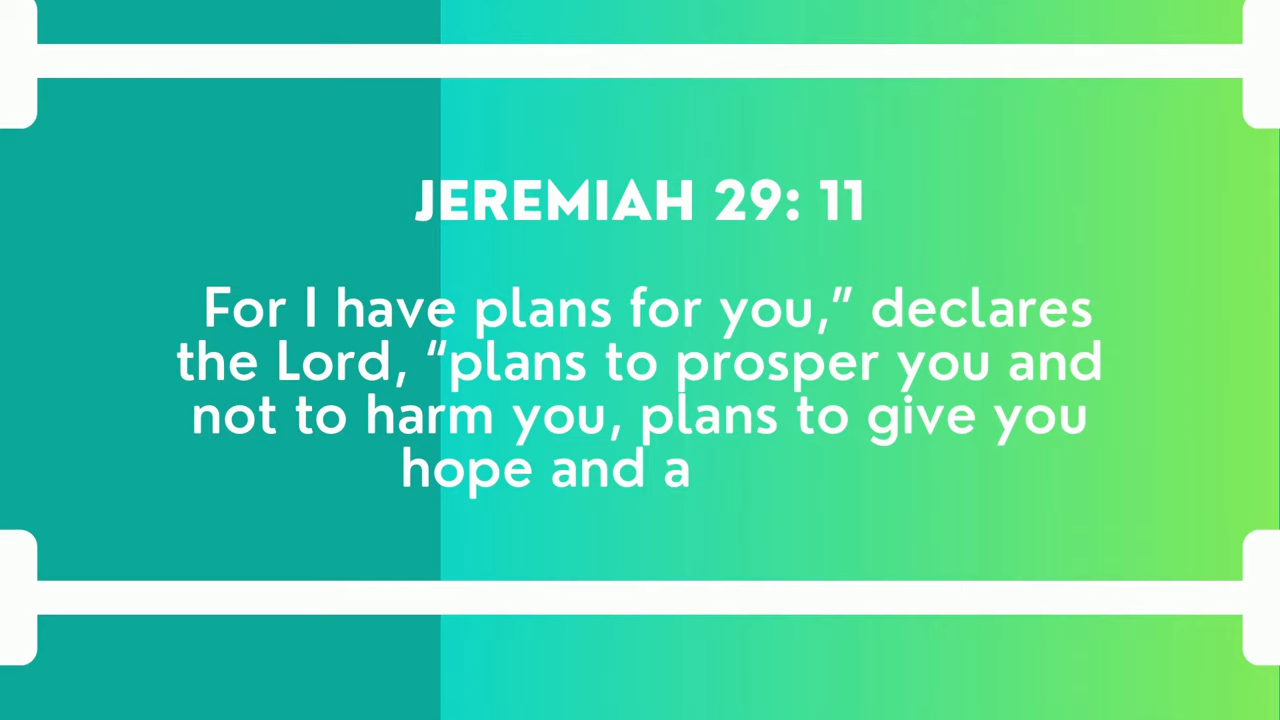 JEREMIAH 29: 11
For I have plans for you,” declares
the Lord, “plans to prosper you and
not to harm you, plans to give you
hope and a